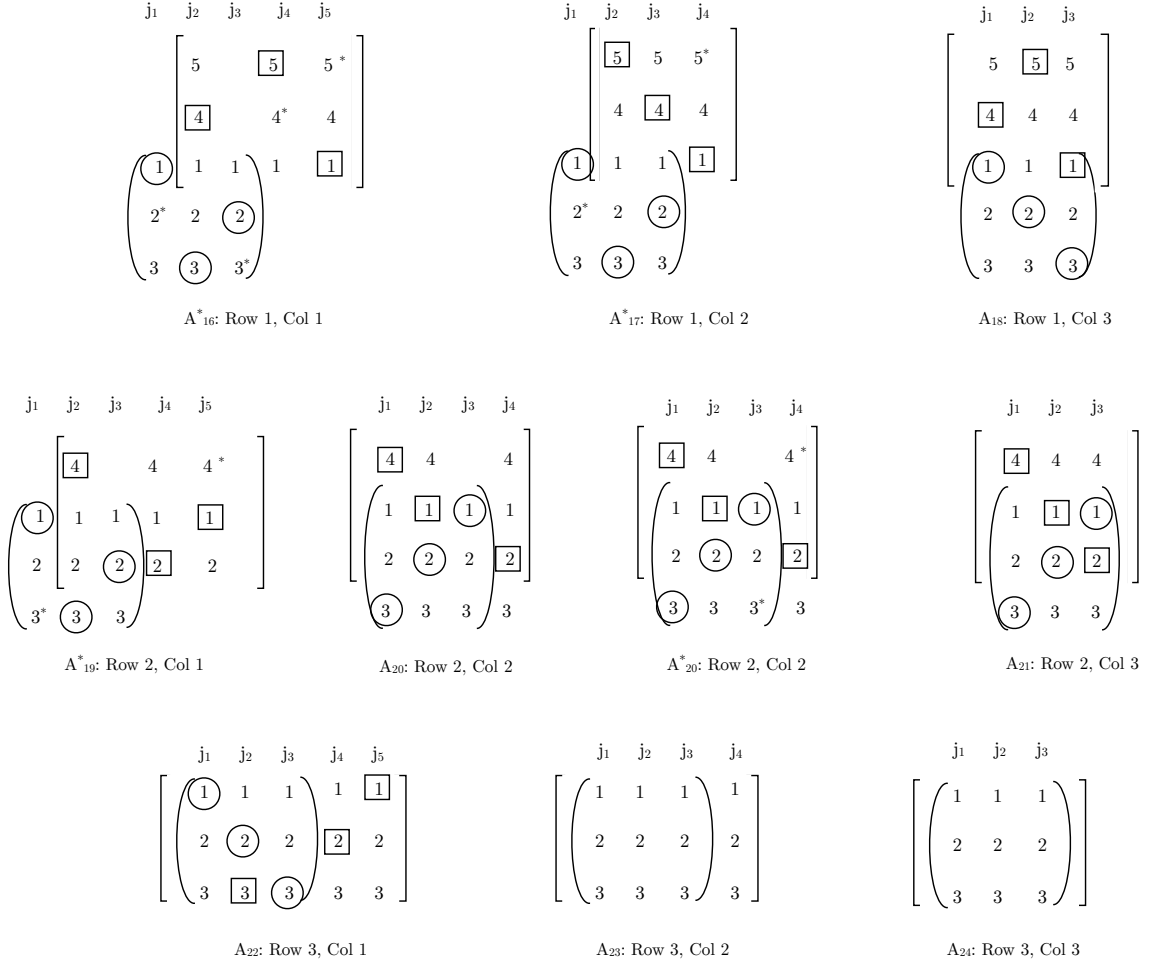 j₁ j₂ j₃ j₄ j₅
5 5 5*
4 4* 4
1 1 1 1 1
2* 2 2
3 3 3*
A*₁₆: Row 1, Col 1
j₁ j₂ j₃ j₄
5 5 5*
4 4 4
1 1 1 1
2* 2 2
3 3 3
A*₁₇: Row 1, Col 2
j₁ j₂ j₃
5 5 5
4 4 4
1 1 1
2 2 2
3 3 3
A₁₈: Row 1, Col 3
j₁ j₂ j₃ j₄ j₅
4 4 4*
1 1 1 1 1
2 2 2 2 2
3* 3 3
A*₁₉: Row 2, Col 1
j₁ j₂ j₃ j₄
4 4 4
1 1 1 1
2 2 2 2
3 3 3 3
A₂₀: Row 2, Col 2
j₁ j₂ j₃ j₄
4 4 4*
1 1 1 1
2 2 2 2
3 3 3* 3
A*₂₀: Row 2, Col 2
j₁ j₂ j₃
4 4 4
1 1 1
2 2 2
3 3 3
A₂₁: Row 2, Col 3
j₁ j₂ j₃ j₄ j₅
1 1 1 1 1
2 2 2 2 2
3 3 3 3 3
A₂₂: Row 3, Col 1
j₁ j₂ j₃ j₄
1 1 1 1
2 2 2 2
3 3 3 3
A₂₃: Row 3, Col 2
j₁ j₂ j₃
1 1 1
2 2 2
3 3 3
A₂₄: Row 3, Col 3